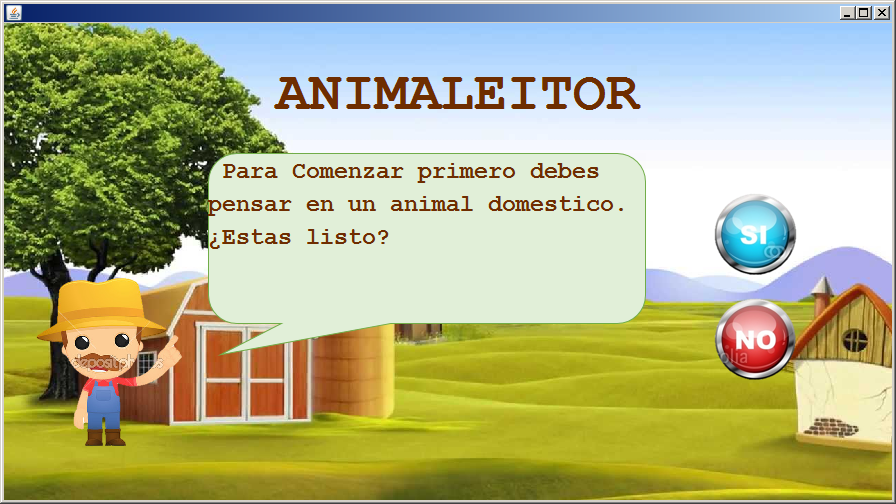 ANIMALEITOR
Para Comenzar primero debes
pensar en un animal domestico.
¿Estas listo?
SI
NO